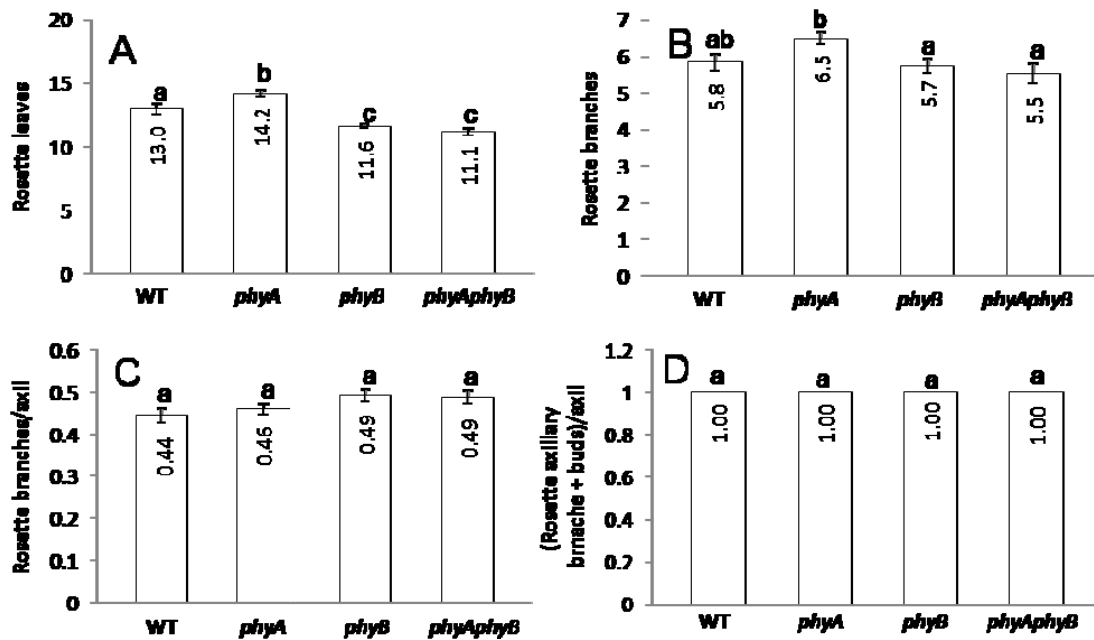 A
Rosette leaves
20
15
10
5
0
a
b
c
c
13.0
14.2
11.6
11.1
WT
phyA
phyB
phyAphyB
B
Rosette branches
7
6
5
4
3
2
1
0
ab
b
a
a
5.8
6.5
5.7
5.5
WT
phyA
phyB
phyAphyB
C
Rosette branches/axil
0.6
0.5
0.4
0.3
0.2
0.1
0
a
a
a
a
0.44
0.46
0.49
0.49
WT
phyA
phyB
phyAphyB
D
(Rosette axillary
brnache + buds)/axil
1.2
1
0.8
0.6
0.4
0.2
0
a
a
a
a
1.00
1.00
1.00
1.00
WT
phyA
phyB
phyAphyB